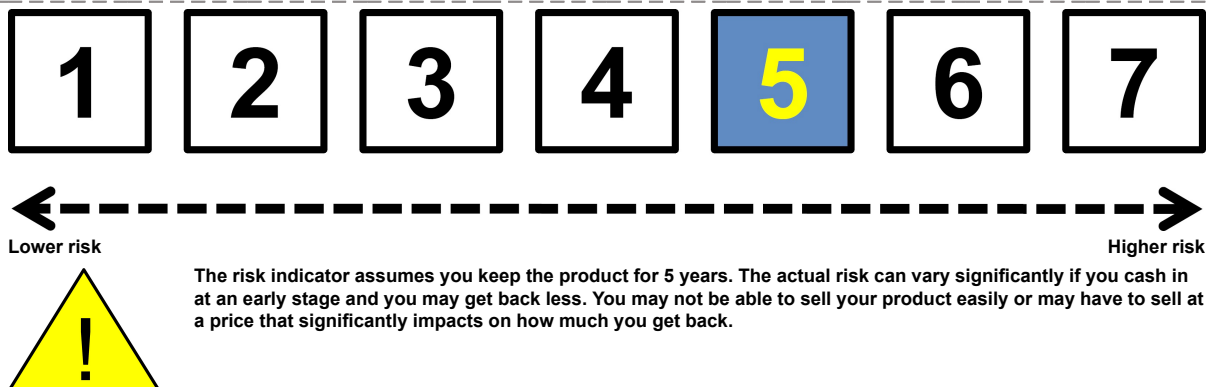 1 2 3 4 5 6 7
Lower risk Higher risk
The risk indicator assumes you keep the product for 5 years. The actual risk can vary significantly if you cash in
at an early stage and you may get back less. You may not be able to sell your product easily or may have to sell at
a price that significantly impacts on how much you get back.
!